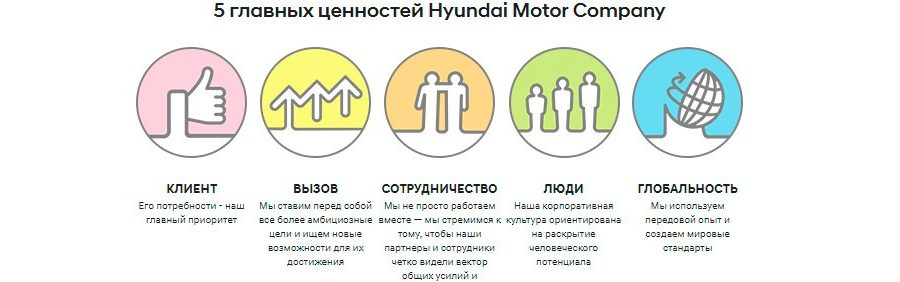 5 главных ценностей Hyundai Motor Company
КЛИЕНТ
Его потребности - наш
главный приоритет
ВЫЗОВ
Мы ставим перед собой
все более амбициозные
цели и ищем новые
возможности для их
достижения
СОТРУДНИЧЕСТВО
Мы не просто работаем
вместе — мы стремимся к
тому, чтобы наши
партнеры и сотрудники
четко видели вектор
общих усилий и
ЛЮДИ
Наша корпоративная
культура ориентирована
на раскрытие
человеческого
потенциала
ГЛОБАЛЬНОСТЬ
Мы используем
передовой опыт и
создаем мировые
стандарты